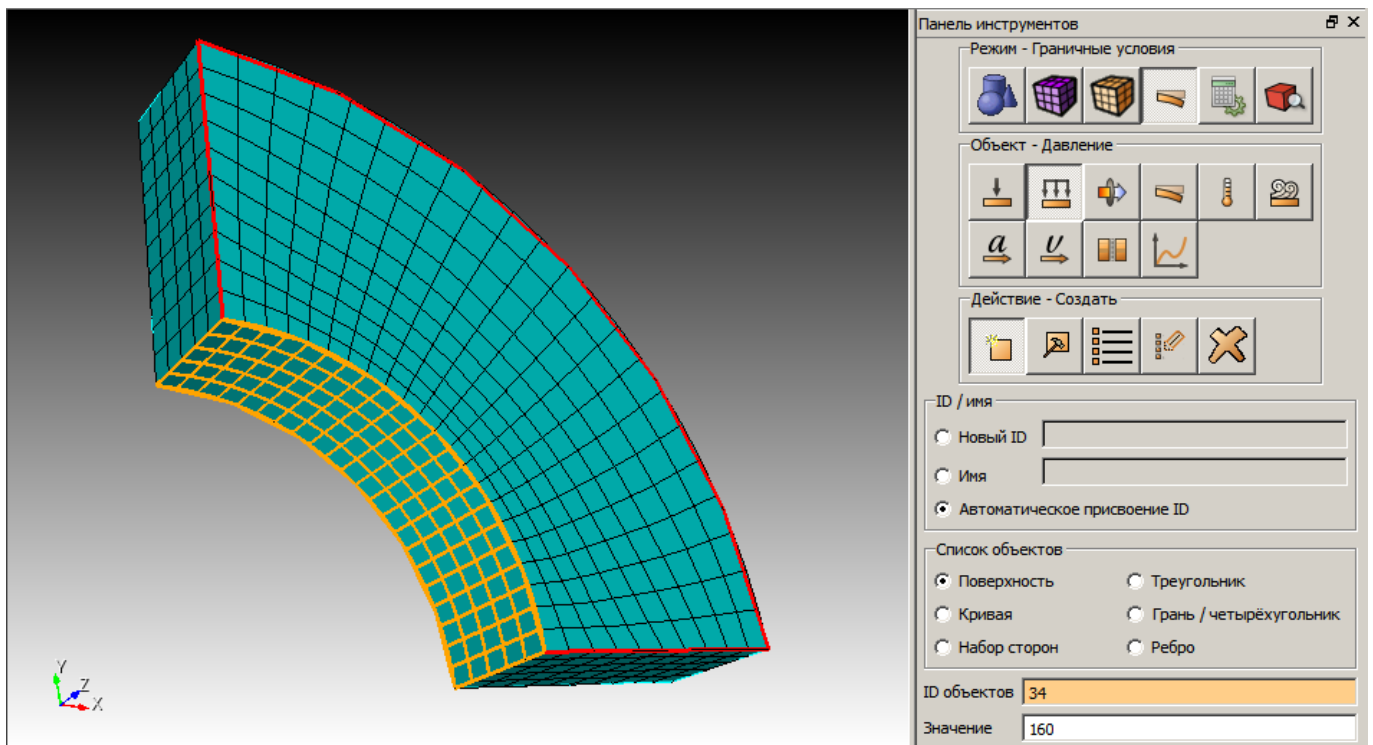 Панель инструментов
Режим - Граничные условия
Объект - Давление
a
v
Действие - Создать
ID / имя
Новый ID
Имя
Автоматическое присвоение ID
Список объектов
Поверхность
Треугольник
Кривая
Грань / четырёхугольник
Набор сторон
Ребро
ID объектов 34
Значение 160
Y
Z
X